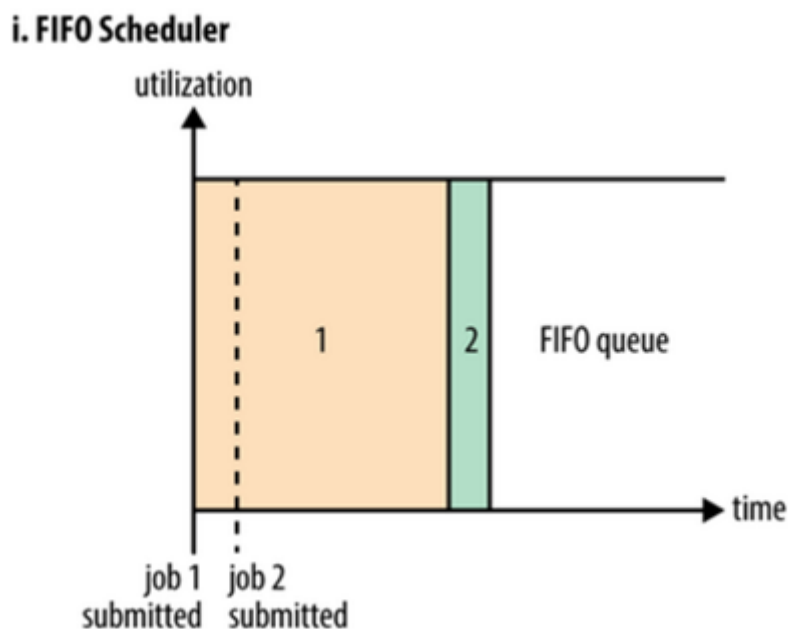 i. FIFO Scheduler
utilization
1
2
FIFO queue
time
job 1
submitted
job 2
submitted